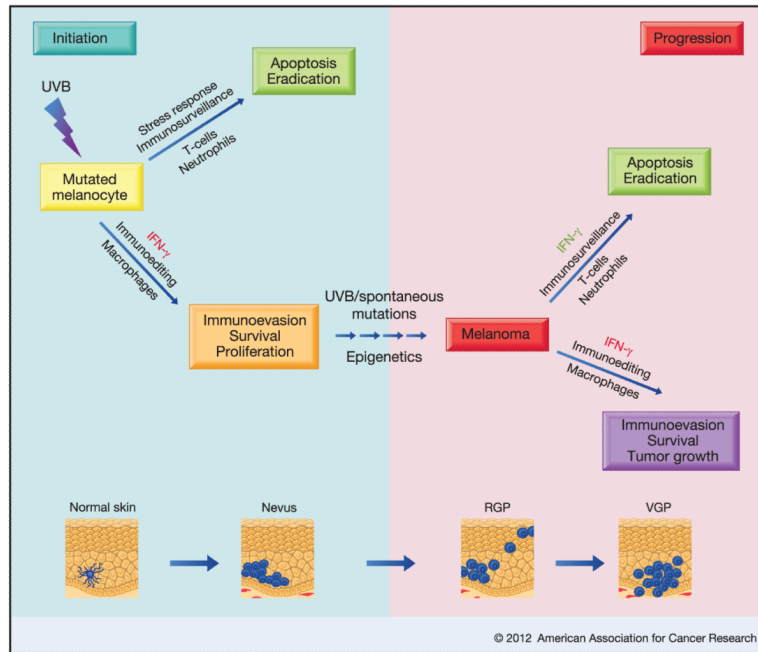 Initiation
Progression
UVB
Apoptosis
Eradication
Stress response
Immunosurveillance
T-cells
Neutrophils
Mutated
melanocyte
Apoptosis
Eradication
IFN-γ
Immunoediting
Macrophages
IFN-γ
Immunosurveillance
T-cells
Neutrophils
UVB/spontaneous
mutations
Immunoevasion
Survival
Proliferation
Melanoma
Epigenetics
IFN-γ
Immunoediting
Macrophages
Immunoevasion
Survival
Tumor growth
Normal skin
Nevus
RGP
VGP
© 2012 American Association for Cancer Research